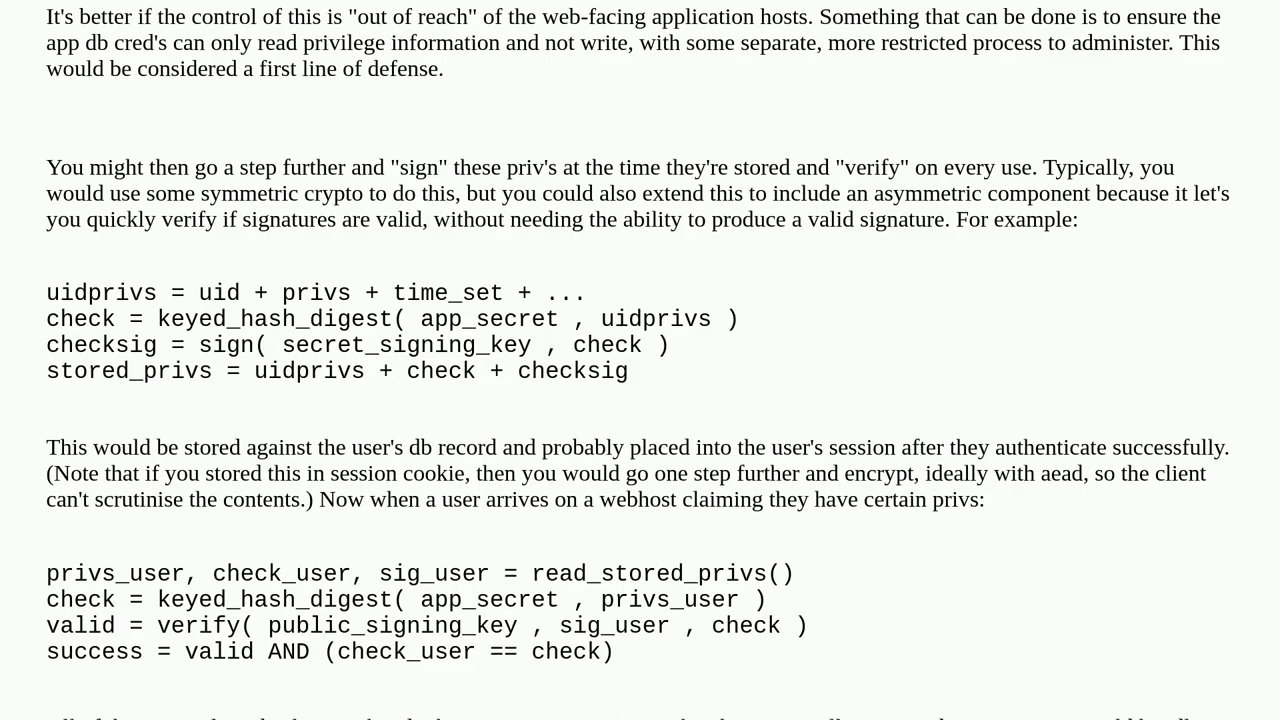 It's better if the control of this is "out of reach" of the web-facing application hosts. Something that can be done is to ensure the
app db cred's can only read privilege information and not write, with some separate, more restricted process to administer. This
would be considered a first line of defense.
You might then go a step further and "sign" these priv's at the time they're stored and "verify" on every use. Typically, you
would use some symmetric crypto to do this, but you could also extend this to include an asymmetric component because it let's
you quickly verify if signatures are valid, without needing the ability to produce a valid signature. For example:
uidprivs = uid + privs + time_set + ...
check = keyed_hash_digest( app_secret , uidprivs )
checksig = sign( secret_signing_key , check )
stored_privs = uidprivs + check + checksig
This would be stored against the user's db record and probably placed into the user's session after they authenticate successfully.
(Note that if you stored this in session cookie, then you would go one step further and encrypt, ideally with aead, so the client
can't scrutinise the contents.) Now when a user arrives on a webhost claiming they have certain privs:
privs_user, check_user, sig_user = read_stored_privs()
check = keyed_hash_digest( app_secret , privs_user )
valid = verify( public_signing_key , sig_user , check )
success = valid AND (check_user == check)